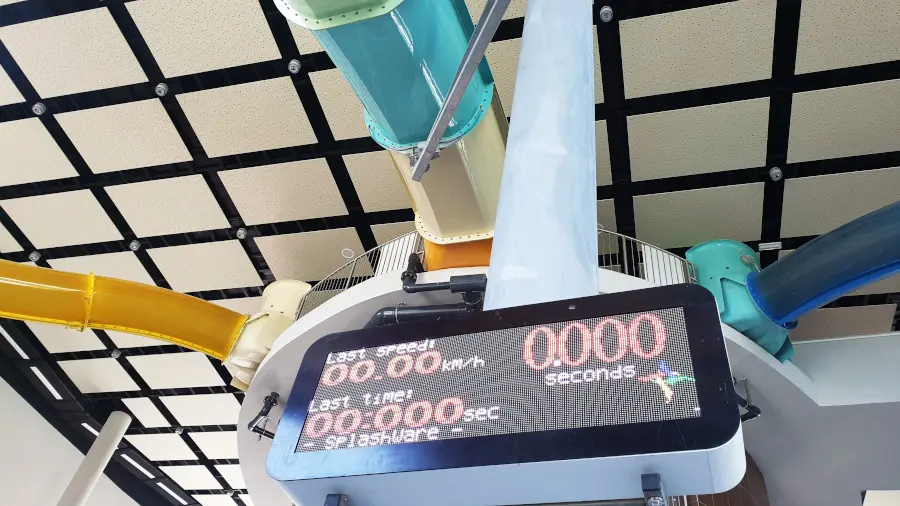 Last speed:
00.00km/h
Last time:
00:000sec
- SplashWare -
0.000
seconds